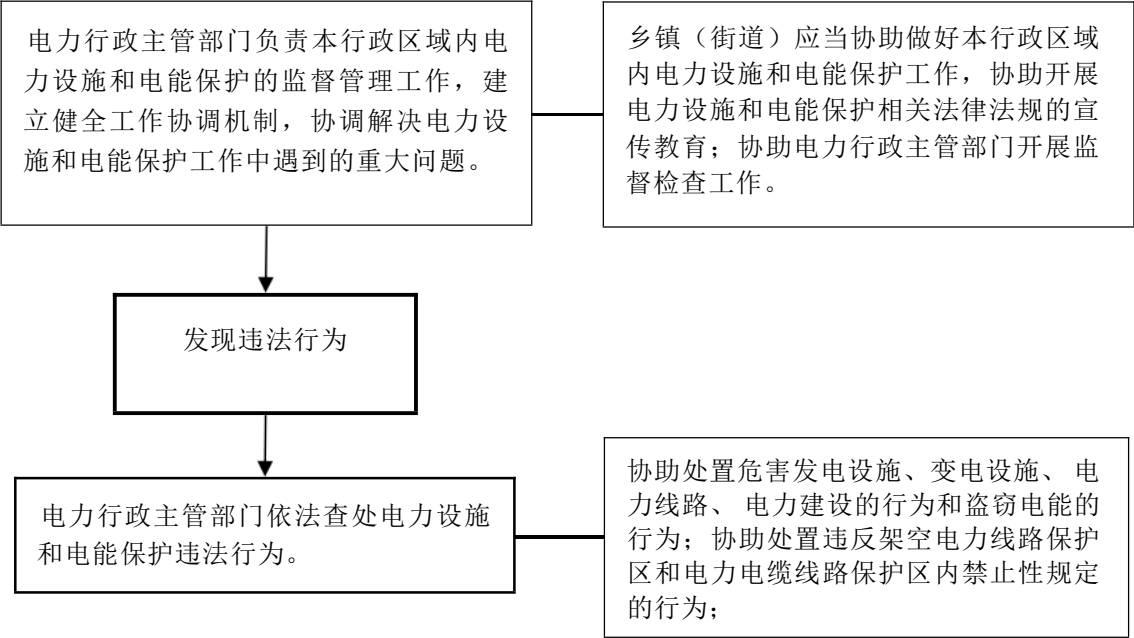 电力行政主管部门负责本行政区域内电
力设施和电能保护的监督管理工作，建
立健全工作协调机制，协调解决电力设
施和电能保护工作中遇到的重大问题。
乡镇（街道）应当协助做好本行政区域
内电力设施和电能保护工作，协助开展
电力设施和电能保护相关法律法规的宣
传教育；协助电力行政主管部门开展监
督检查工作。
发现违法行为
电力行政主管部门依法查处电力设施
和电能保护违法行为。
协助处置危害发电设施、变电设施、 电
力线路、 电力建设的行为和盗窃电能的
行为；协助处置违反架空电力线路保护
区和电力电缆线路保护区内禁止性规定
的行为；